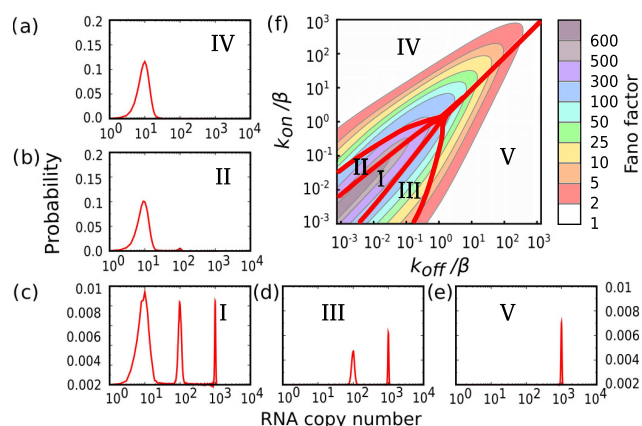 (a)
0.2
0.15
0.1
0.05
0.0
IV
10^0 10^1 10^2 10^3 10^4
(b)
0.2
0.15
0.1
0.05
0.0
II
10^0 10^1 10^2 10^3 10^4
Probability
(f)
k_on/β
10^3
10^2
10^1
10^0
10^-1
10^-2
10^-3
IV
II
I
III
V
10^-3 10^-2 10^-1 10^0 10^1 10^2 10^3
k_off/β
600
500
300
100
50
25
10
5
2
1
Fano factor
(c)
0.01
0.008
0.006
0.004
0.002
I
10^0 10^1 10^2 10^3 10^4
(d)
III
10^0 10^1 10^2 10^3 10^4
(e)
V
0.01
0.008
0.006
0.004
0.002
10^0 10^1 10^2 10^3 10^4
RNA copy number